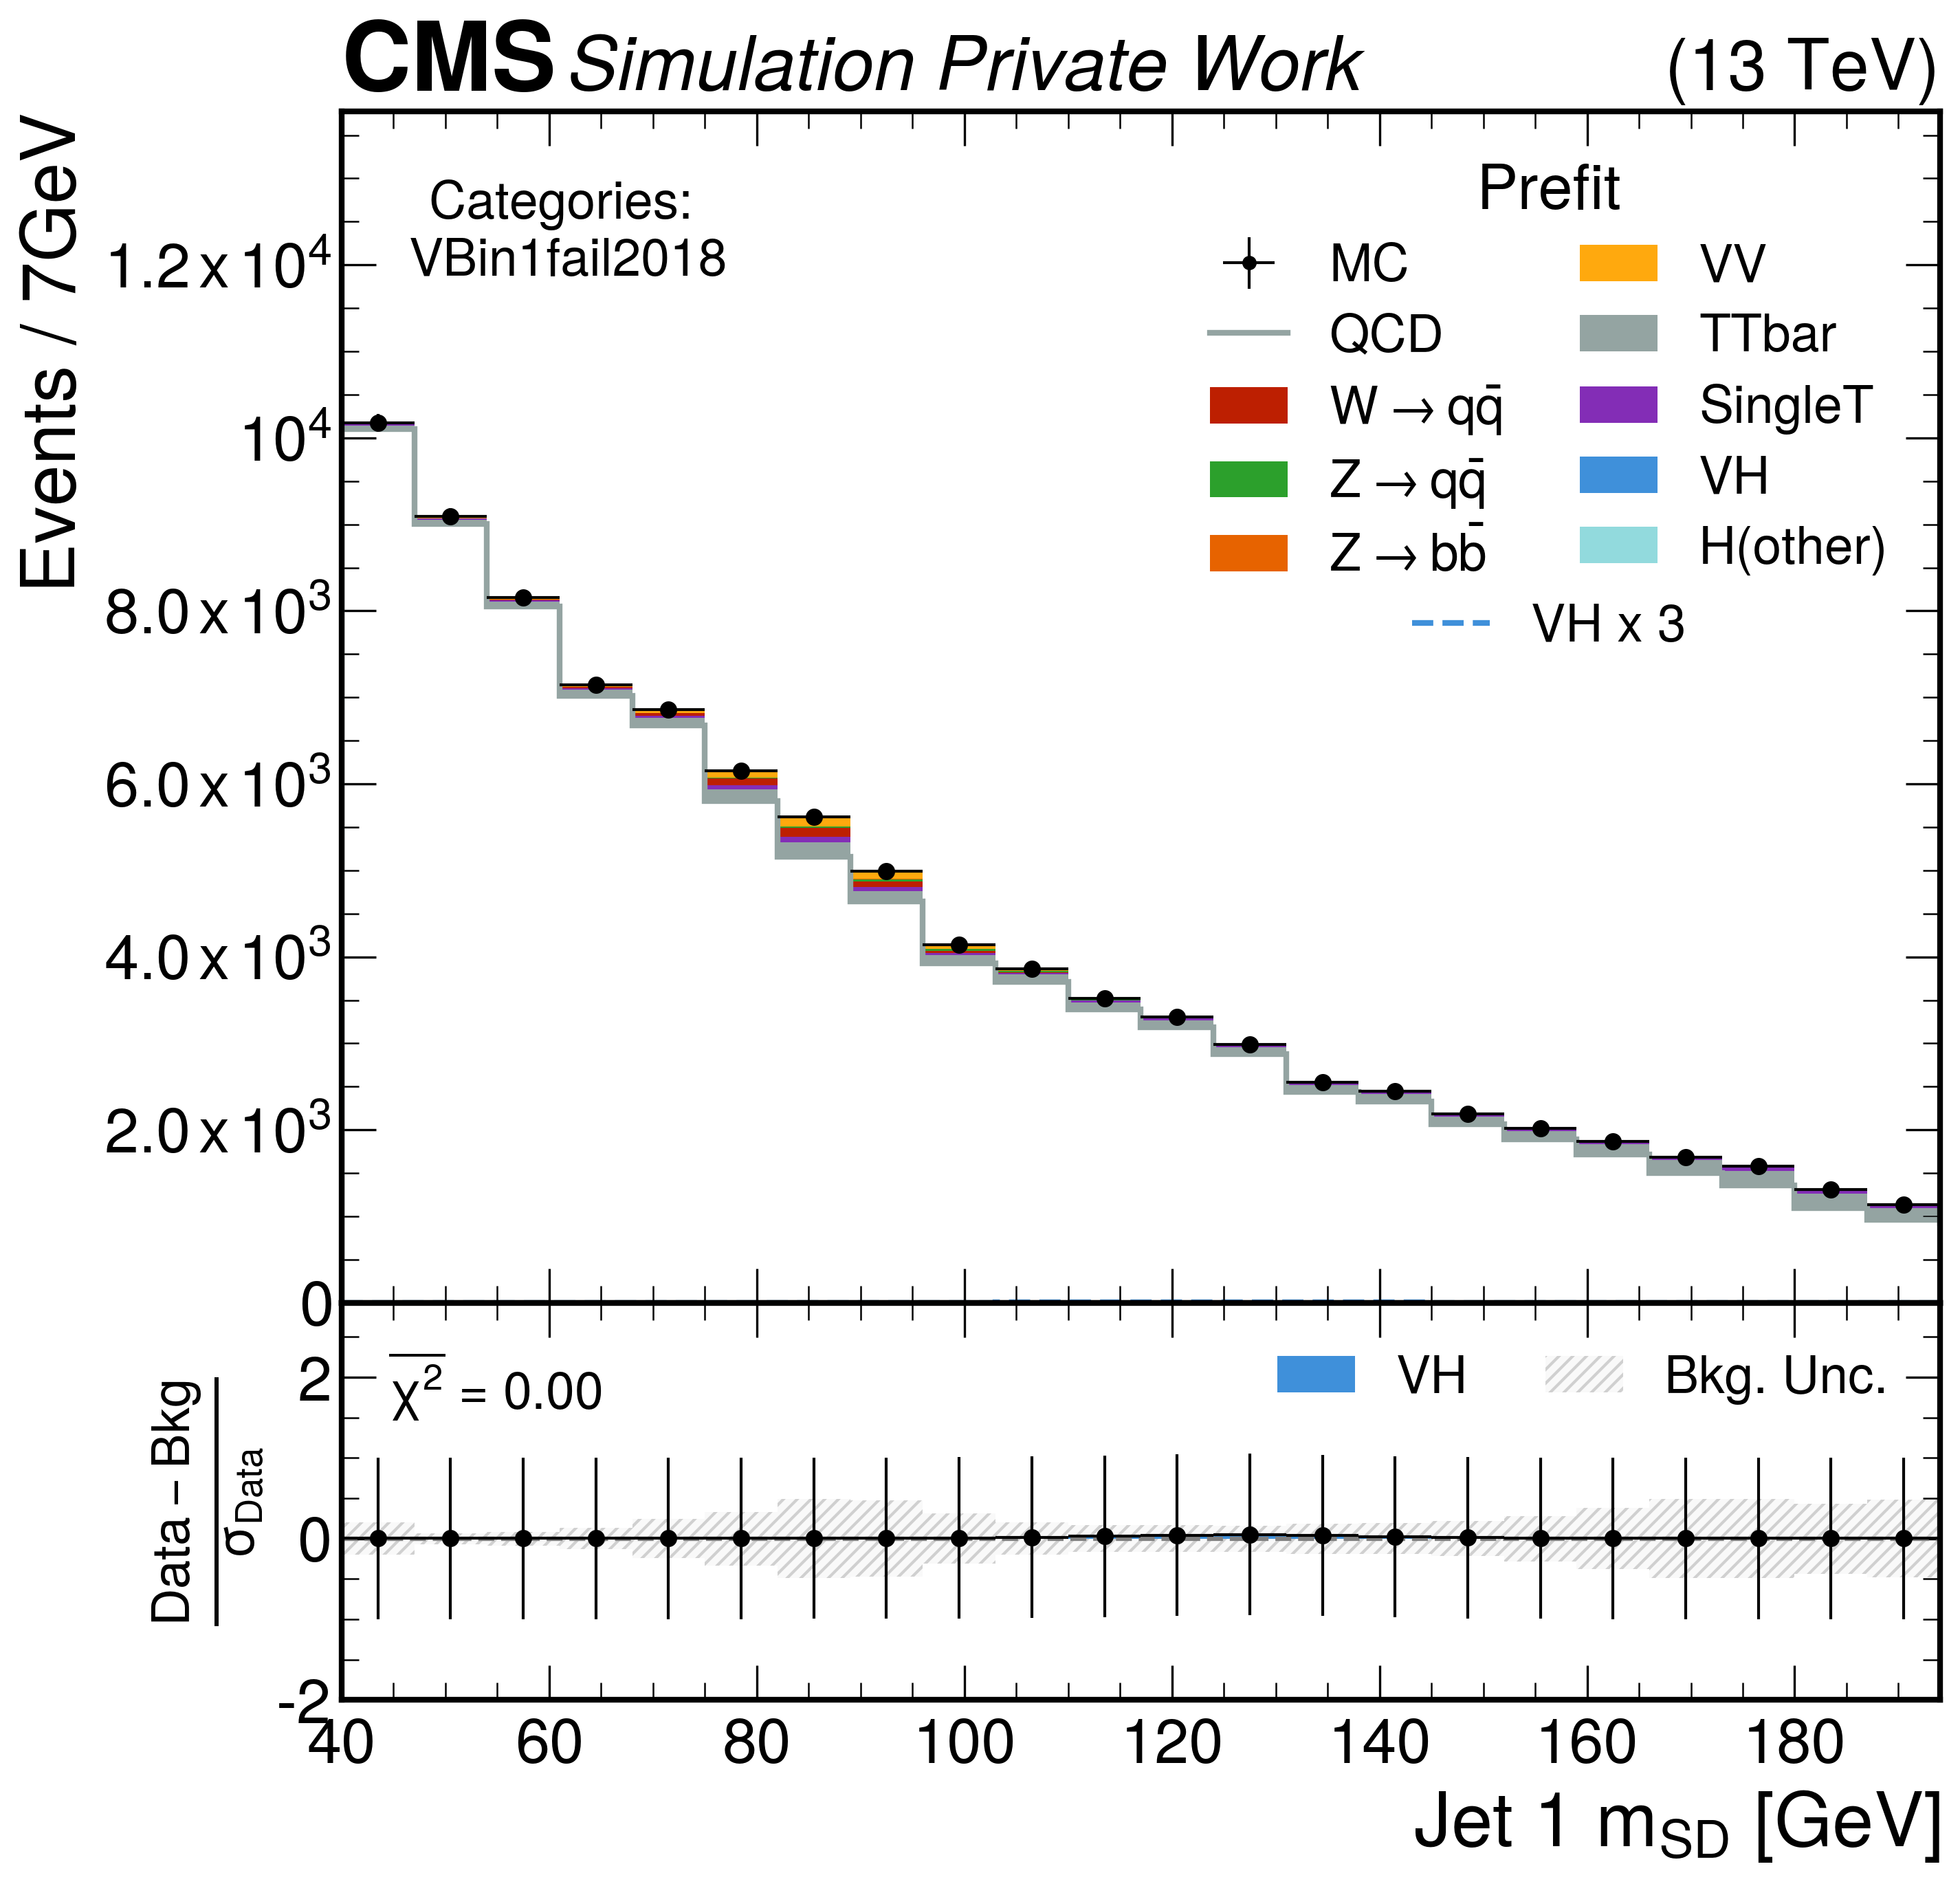 CMS Simulation Private Work (13 TeV)
Events / 7GeV
Categories:
VBin1fail2018
Prefit
MC
QCD
W → qq̄
Z → qq̄
Z → bb̄
VV
TTbar
SingleT
VH
H(other)
VH x 3
1.2 x 10⁴
10⁴
8.0 x 10³
6.0 x 10³
4.0 x 10³
2.0 x 10³
0
Data − Bkg
σ_Data
χ̅²̅ = 0.00
VH
Bkg. Unc.
2
0
-2
40 60 80 100 120 140 160 180
Jet 1 m_SD [GeV]